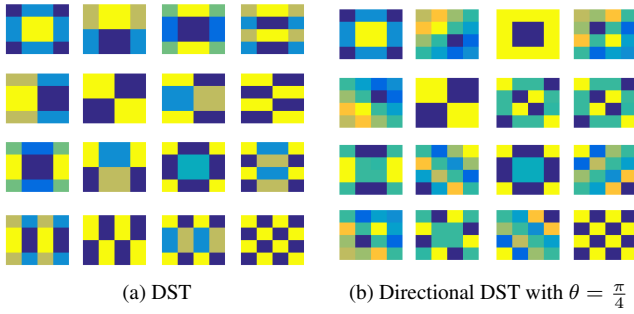 (a) DST
(b) Directional DST with θ = π/4